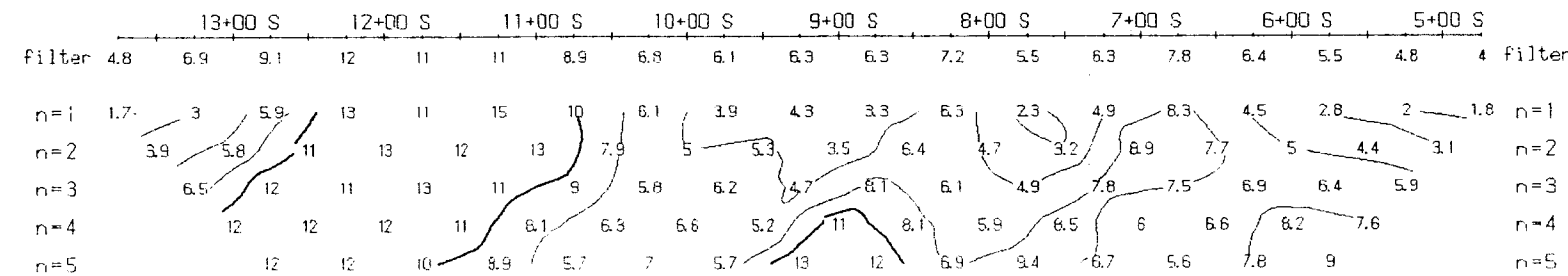 13+00 S 12+00 S 11+00 S 10+00 S 9+00 S 8+00 S 7+00 S 6+00 S 5+00 S
filter 4.8 6.9 9.1 12 11 11 8.9 6.8 6.1 6.3 6.3 7.2 5.5 6.3 7.8 6.4 5.5 4.8 4 filter
n=1 1.7 3 5.9 13 11 15 10 6.1 3.9 4.3 3.3 6.3 2.3 4.9 8.3 4.5 2.8 2 1.8 n=1
n=2 3.9 5.8 11 13 12 13 7.9 5 5.3 3.5 6.4 4.7 3.2 8.9 7.7 5 4.4 3.1 n=2
n=3 6.5 12 11 13 11 9 5.8 6.2 4.7 8.1 6.1 4.9 7.8 7.5 6.9 6.4 5.9 n=3
n=4 12 12 12 11 8.1 6.3 6.6 5.2 11 8.1 5.9 8.5 6 6.6 8.2 7.6 n=4
n=5 12 12 10 8.9 5.7 7 5.7 13 12 6.9 9.4 6.7 5.6 7.8 9 n=5